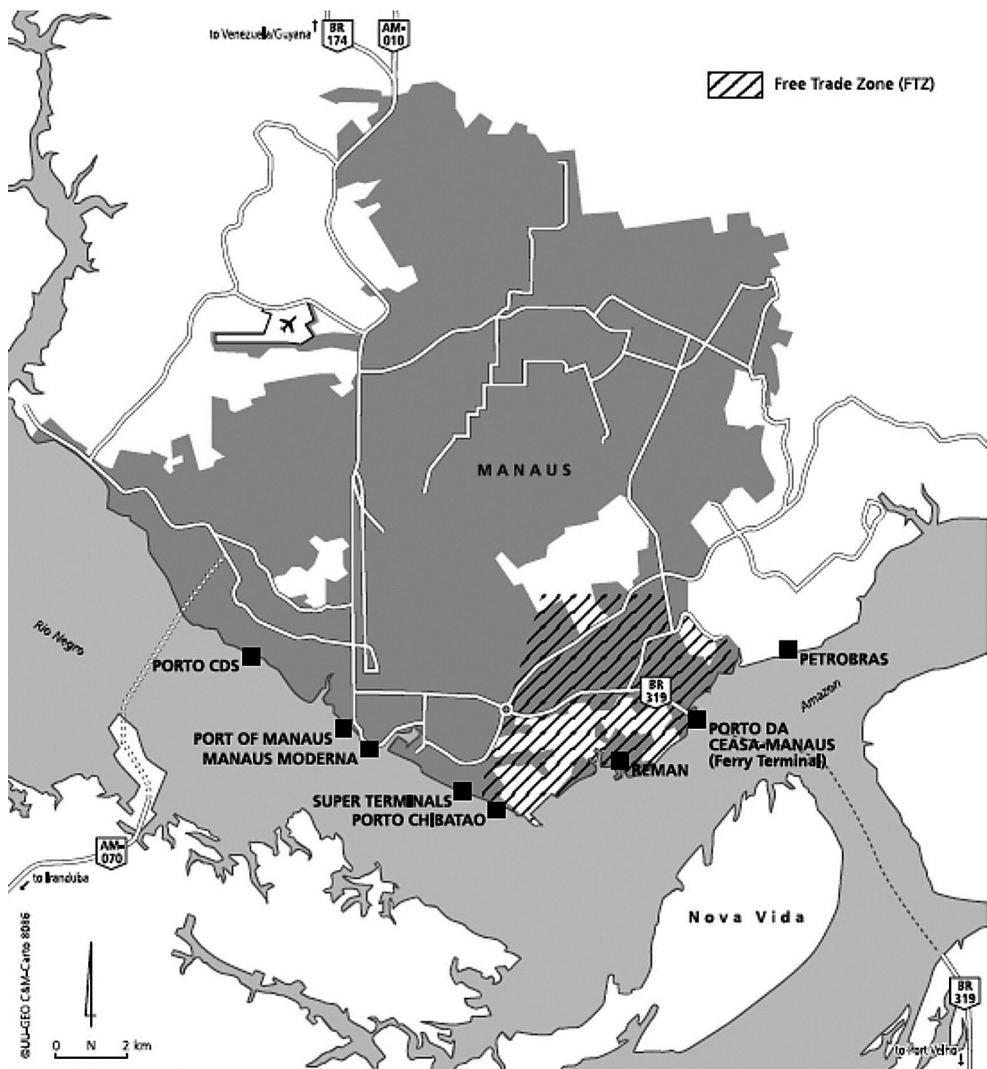 to Venezuella/Guyana
BR
174
AM-
010
Free Trade Zone (FTZ)
MANAUS
Rio Negro
PORTO CDS
PETROBRAS
Amazon
BR
319
PORT OF MANAUS
MANAUS MODERNA
PORTO DA
CEASA-MANAUS
(Ferry Terminal)
REMAN
SUPER TERMINALS
PORTO CHIBATAO
AM-
070
to Iranduba
Nova Vida
©UU-GEO C&M-Carto 8086
0 N 2 km
BR
319
to Port Velho